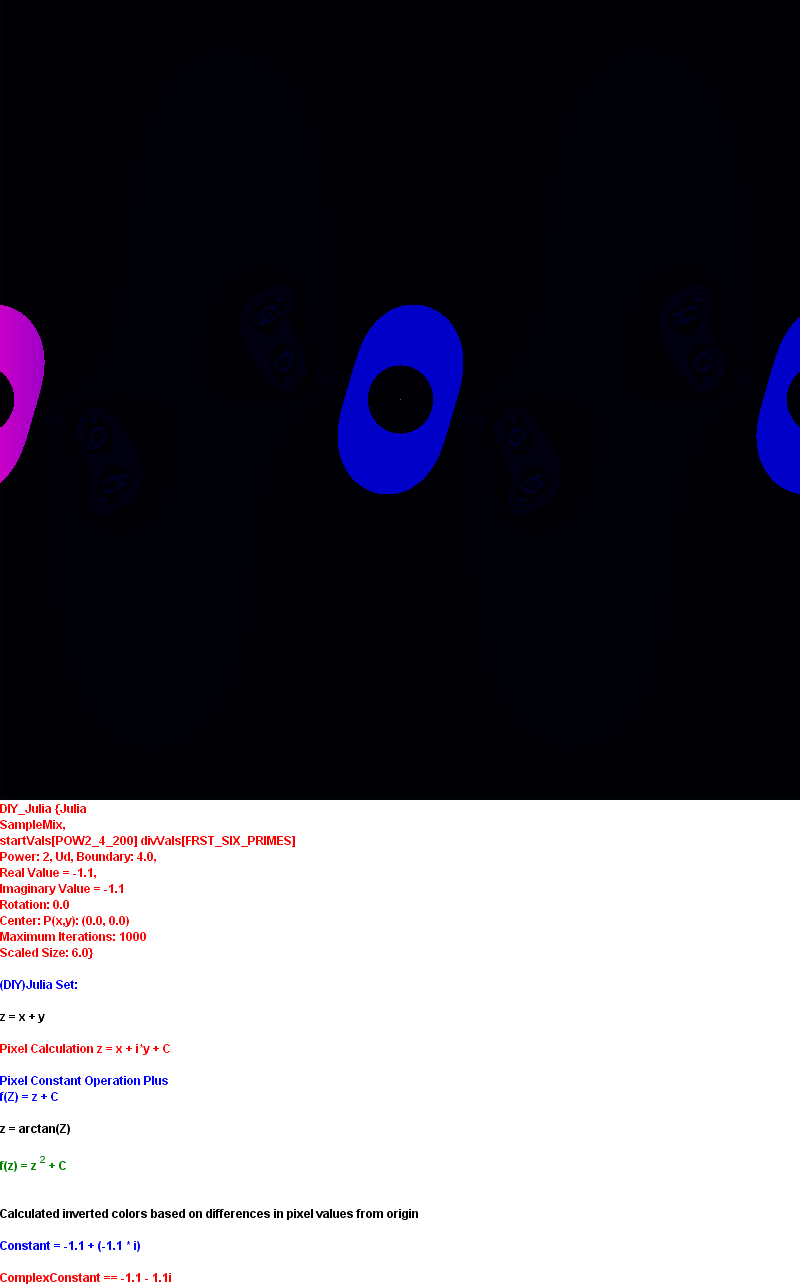 DIY_Julia {Julia
SampleMix,
startVals[POW2_4_200] divVals[FRST_SIX_PRIMES]
Power: 2, Ud, Boundary: 4.0,
Real Value = -1.1,
Imaginary Value = -1.1
Rotation: 0.0
Center: P(x,y): (0.0, 0.0)
Maximum Iterations: 1000
Scaled Size: 6.0}
(DIY)Julia Set:
z = x + y
Pixel Calculation z = x + i*y + C
Pixel Constant Operation Plus
f(Z) = z + C
z = arctan(Z)
f(z) = z 2 + C
Calculated inverted colors based on differences in pixel values from origin
Constant = -1.1 + (-1.1 * i)
ComplexConstant == -1.1 - 1.1i